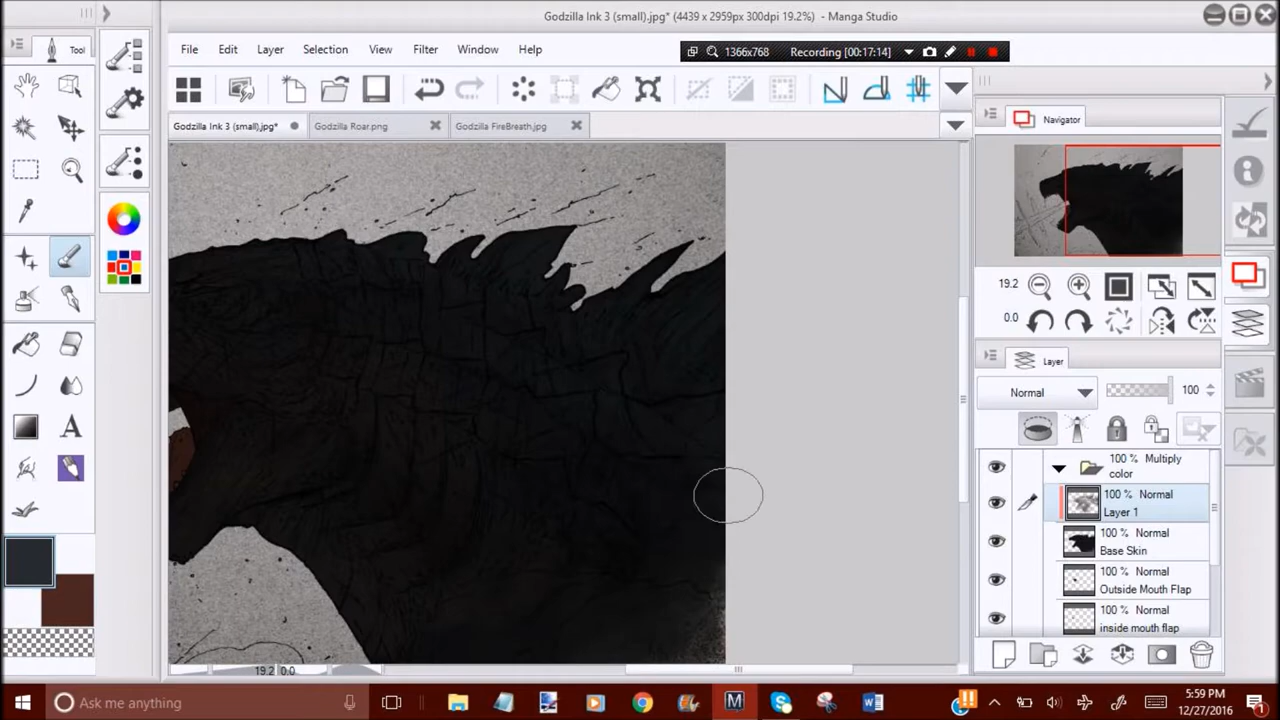 Godzilla Ink 3 (small).jpg* (4439 x 2959px 300dpi 19.2%) - Manga Studio
Tool
File Edit Layer Selection View Filter Window Help
1366x768 Recording [00:17:14]
Godzilla Ink 3 (small).jpg* Godzilla Roar.png Godzilla FireBreath.jpg
Navigator
19.2
0.0
Layer
Normal 100
100 % Multiply
color
100 % Normal
Layer 1
100 % Normal
Base Skin
100 % Normal
Outside Mouth Flap
100 % Normal
inside mouth flap
19.2 0.0
Ask me anything
5:59 PM
12/27/2016